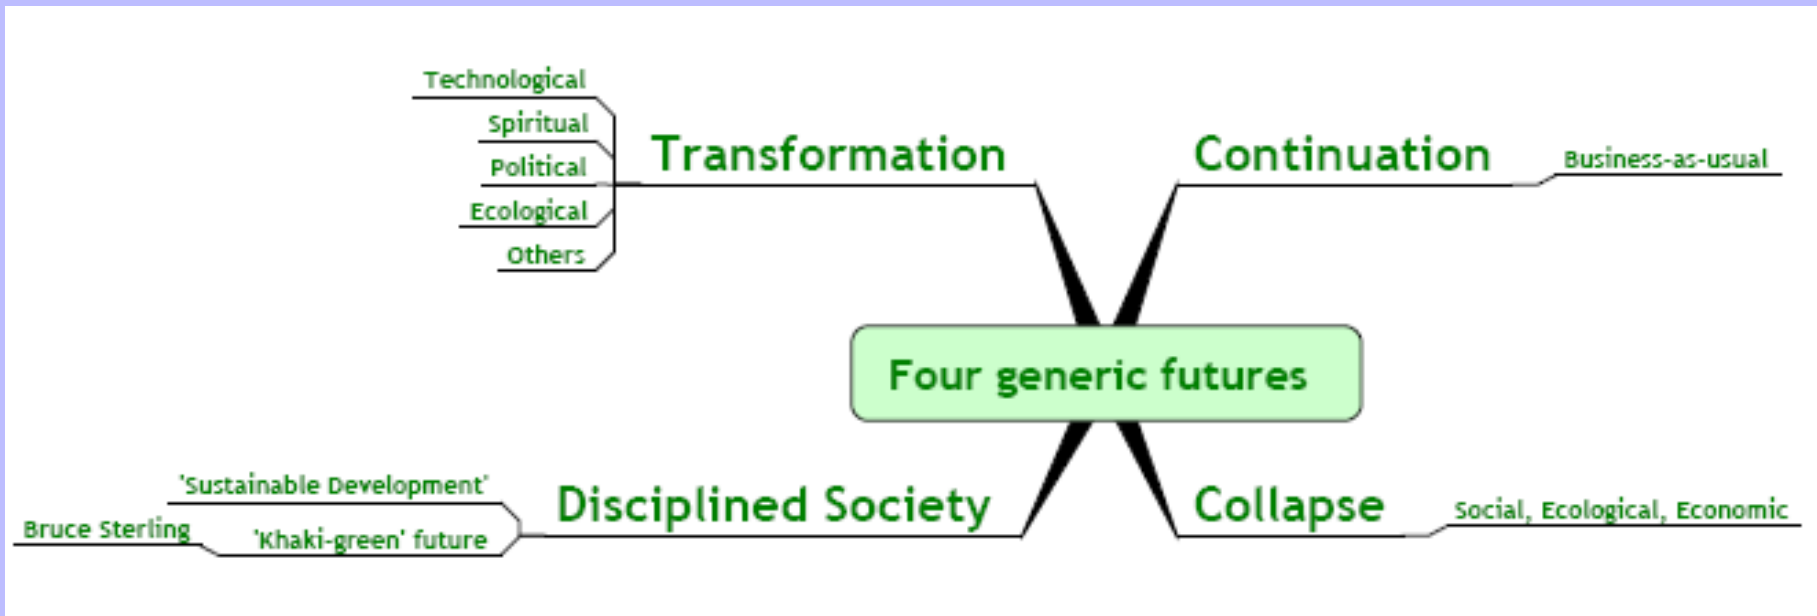 Technological
Spiritual
Political
Ecological
Others
Transformation
Continuation
Business-as-usual
Four generic futures
'Sustainable Development'
Bruce Sterling
'Khaki-green' future
Disciplined Society
Collapse
Social, Ecological, Economic